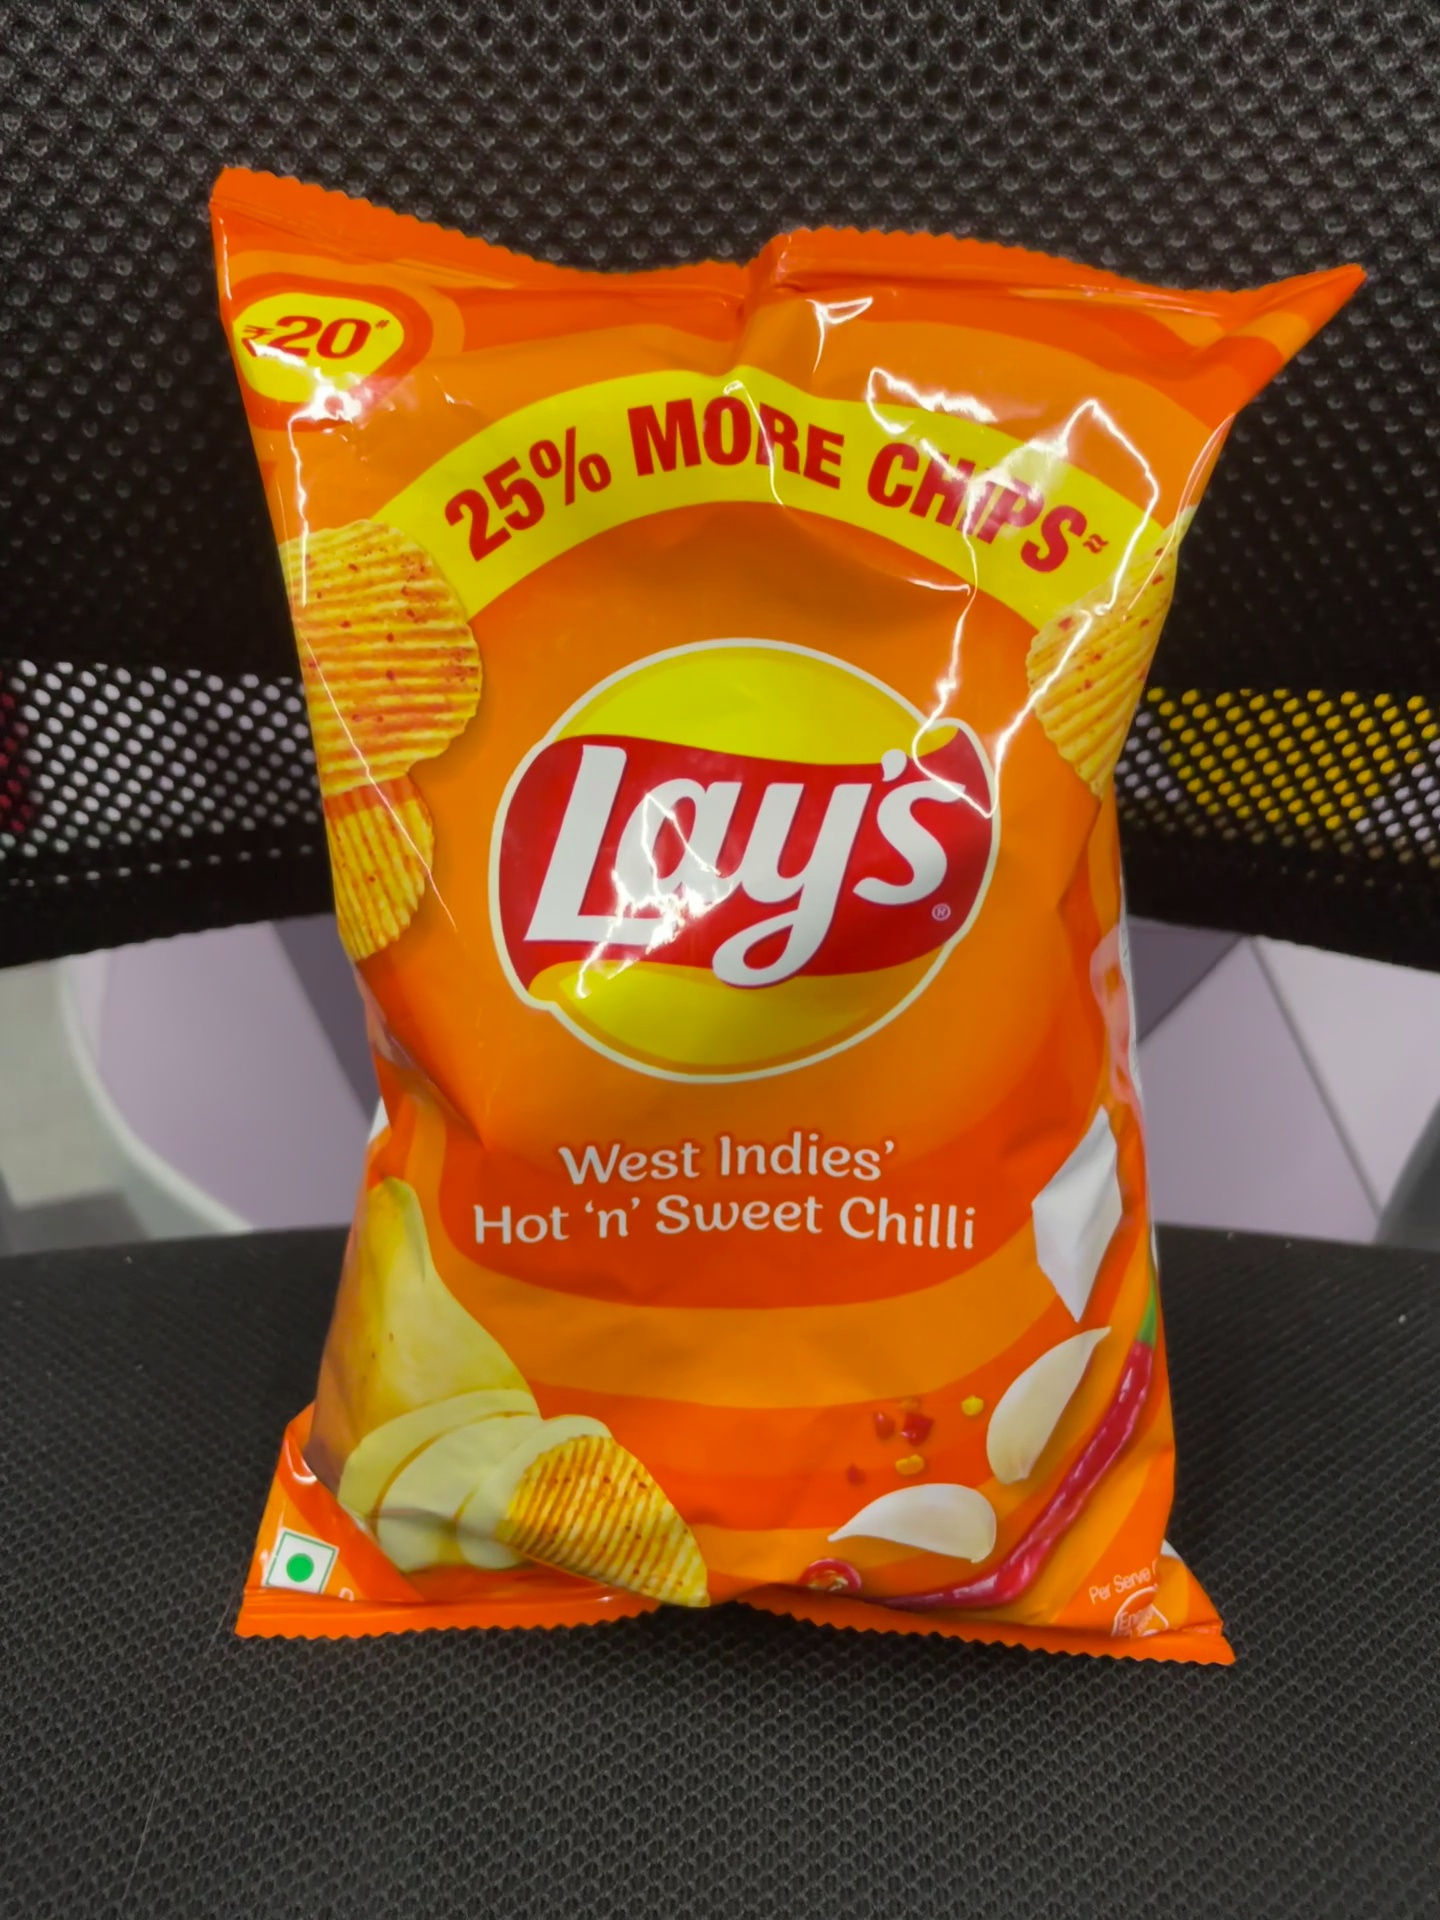 ₹20#
25% MORE CHIPS≈
Lay's®
West Indies'
Hot 'n' Sweet Chilli
Per Serve